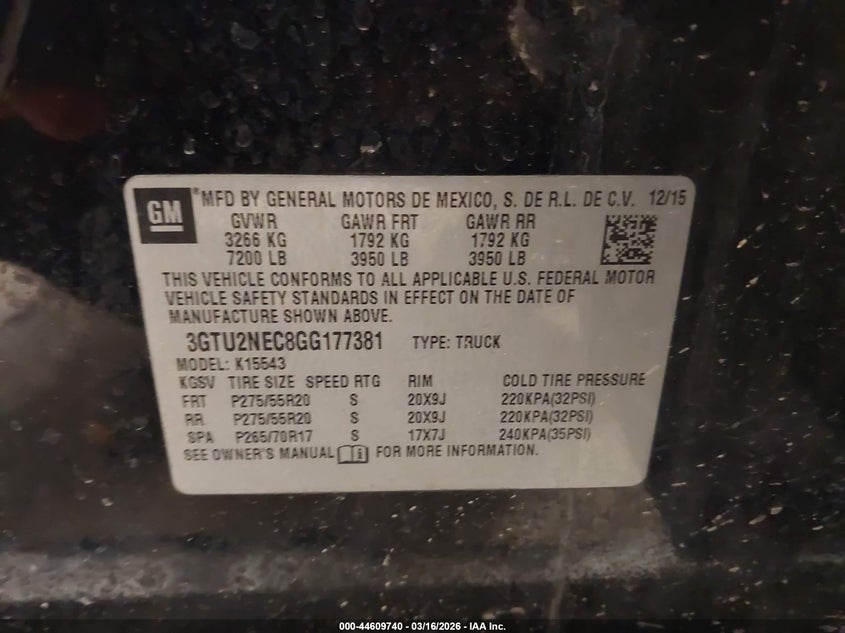 GM
®MFD BY GENERAL MOTORS DE MEXICO, S. DE R.L. DE C.V. 12/15
GVWR GAWR FRT GAWR RR
3266 KG 1792 KG 1792 KG
7200 LB 3950 LB 3950 LB
THIS VEHICLE CONFORMS TO ALL APPLICABLE U.S. FEDERAL MOTOR
VEHICLE SAFETY STANDARDS IN EFFECT ON THE DATE OF
MANUFACTURE SHOWN ABOVE.
3GTU2NEC8GG177381 TYPE: TRUCK
MODEL: K15543
KGSV TIRE SIZE SPEED RTG RIM COLD TIRE PRESSURE
FRT P275/55R20 S 20X9J 220KPA(32PSI)
RR P275/55R20 S 20X9J 220KPA(32PSI)
SPA P265/70R17 S 17X7J 240KPA(35PSI)
SEE OWNER'S MANUAL FOR MORE INFORMATION.
000-44609740 - 03/16/2026 - IAA Inc.